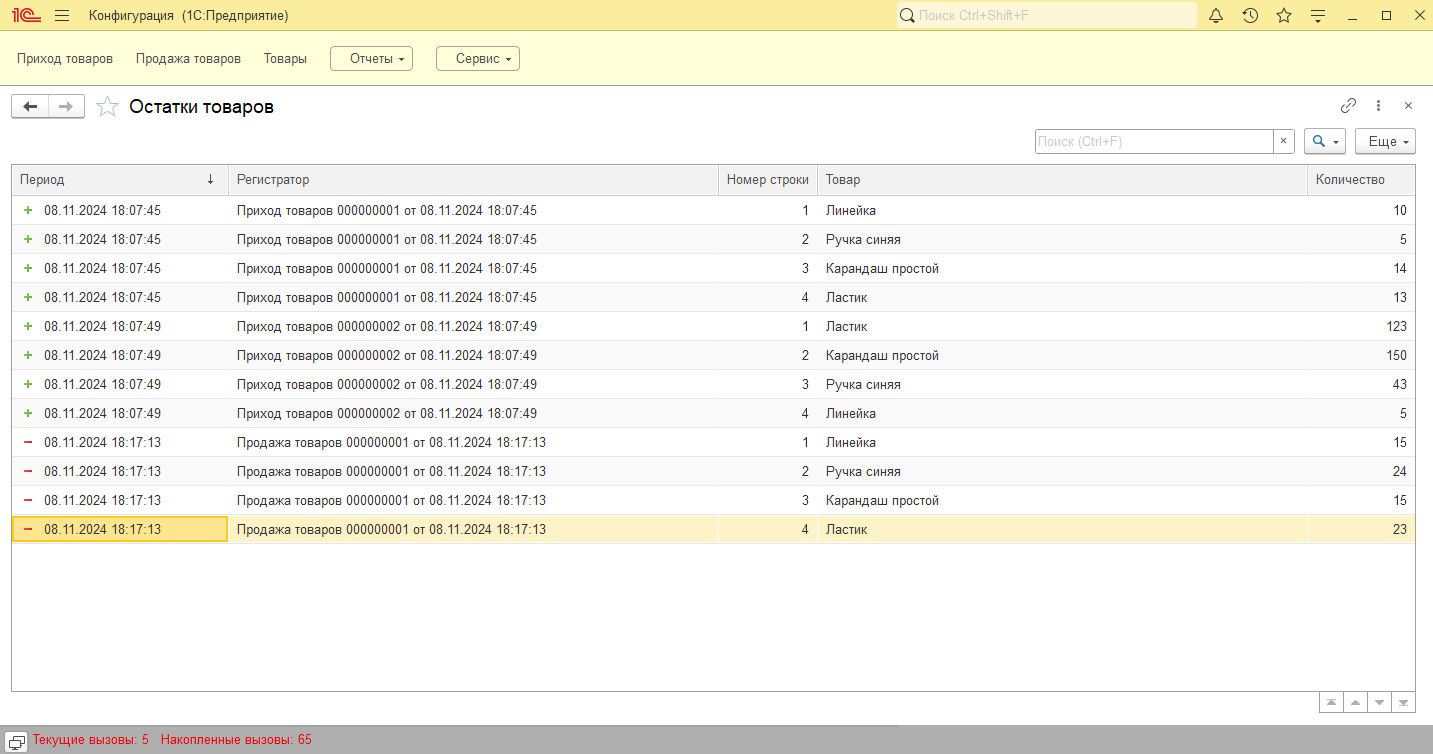 1С Конфигурация (1С:Предприятие) Поиск Ctrl+Shift+F
Приход товаров Продажа товаров Товары Отчеты Сервис
Остатки товаров
Поиск (Ctrl+F) × Еще
Период ↓ Регистратор Номер строки Товар Количество
+ 08.11.2024 18:07:45 Приход товаров 000000001 от 08.11.2024 18:07:45 1 Линейка 10
+ 08.11.2024 18:07:45 Приход товаров 000000001 от 08.11.2024 18:07:45 2 Ручка синяя 5
+ 08.11.2024 18:07:45 Приход товаров 000000001 от 08.11.2024 18:07:45 3 Карандаш простой 14
+ 08.11.2024 18:07:45 Приход товаров 000000001 от 08.11.2024 18:07:45 4 Ластик 13
+ 08.11.2024 18:07:49 Приход товаров 000000002 от 08.11.2024 18:07:49 1 Ластик 123
+ 08.11.2024 18:07:49 Приход товаров 000000002 от 08.11.2024 18:07:49 2 Карандаш простой 150
+ 08.11.2024 18:07:49 Приход товаров 000000002 от 08.11.2024 18:07:49 3 Ручка синяя 43
+ 08.11.2024 18:07:49 Приход товаров 000000002 от 08.11.2024 18:07:49 4 Линейка 5
− 08.11.2024 18:17:13 Продажа товаров 000000001 от 08.11.2024 18:17:13 1 Линейка 15
− 08.11.2024 18:17:13 Продажа товаров 000000001 от 08.11.2024 18:17:13 2 Ручка синяя 24
− 08.11.2024 18:17:13 Продажа товаров 000000001 от 08.11.2024 18:17:13 3 Карандаш простой 15
− 08.11.2024 18:17:13 Продажа товаров 000000001 от 08.11.2024 18:17:13 4 Ластик 23
Текущие вызовы: 5 Накопленные вызовы: 65